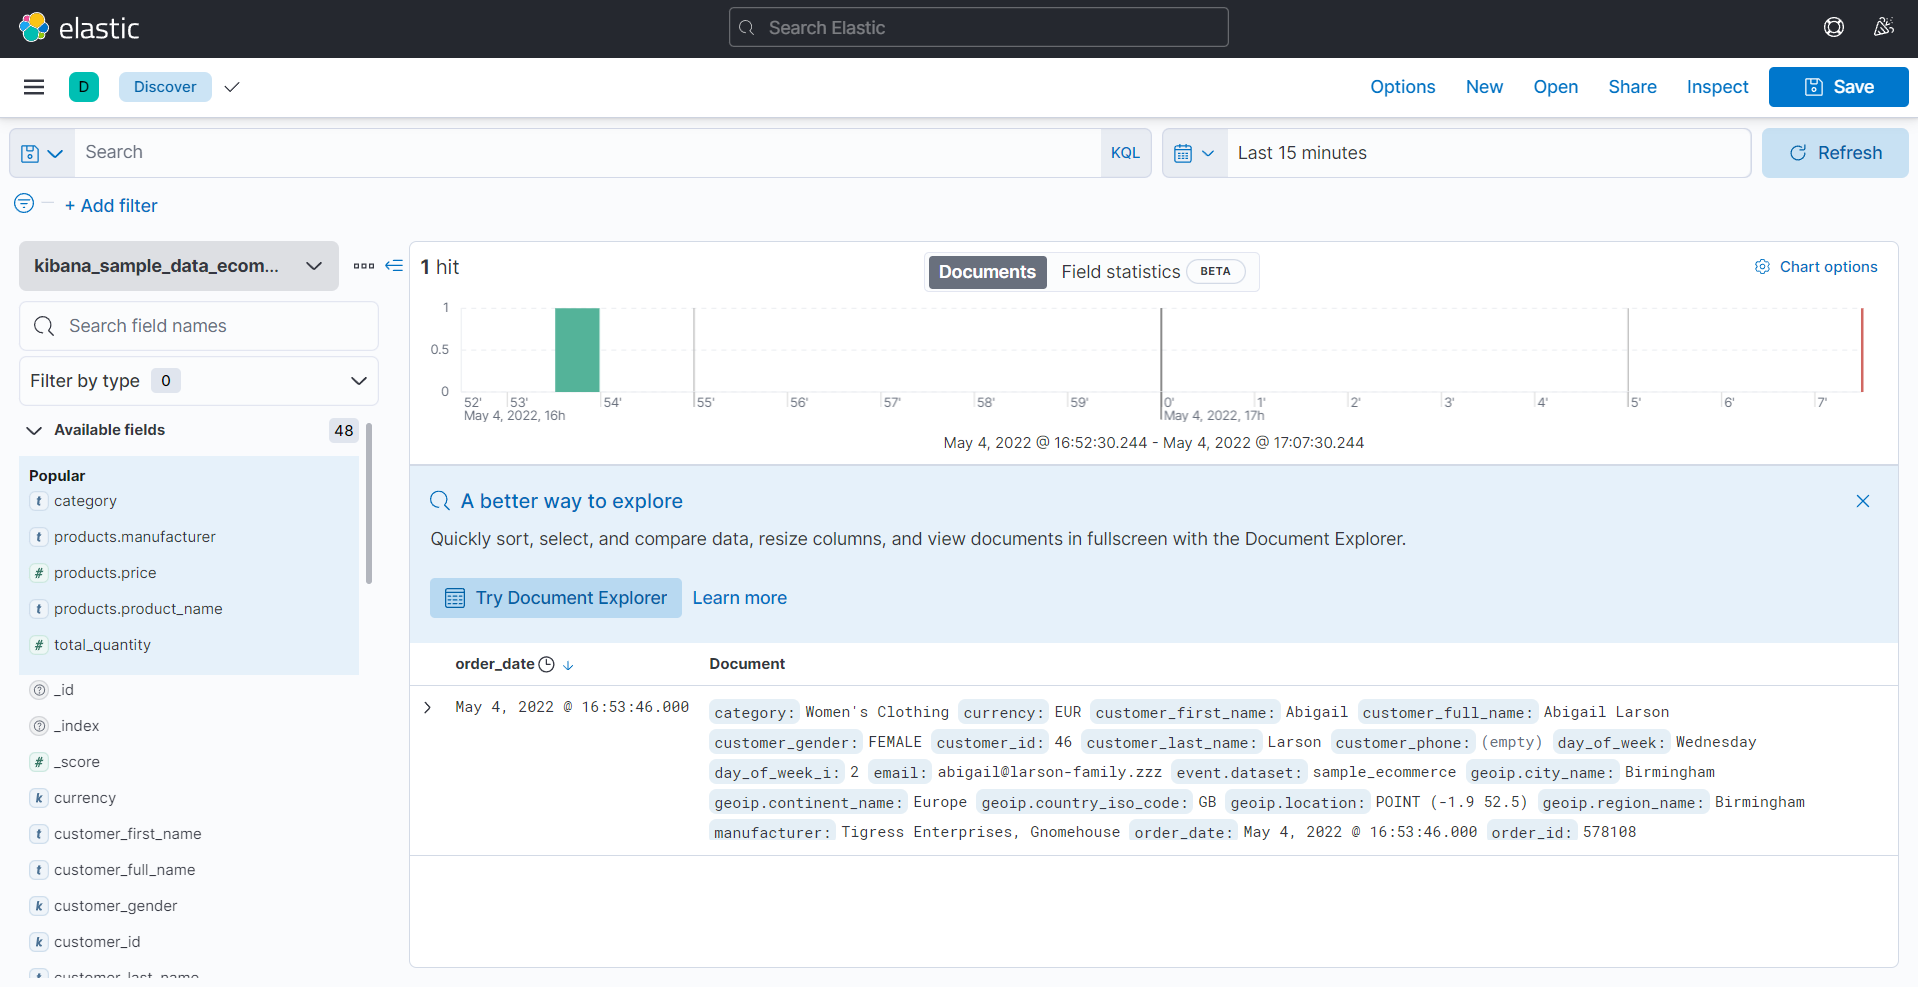 elastic
Search Elastic
D
Discover
Options
New
Open
Share
Inspect
Save
Search
KQL
Last 15 minutes
Refresh
+ Add filter
kibana_sample_data_ecom...
1 hit
Documents
Field statistics
BETA
Chart options
Search field names
Filter by type 0
Available fields 48
Popular
t category
t products.manufacturer
# products.price
t products.product_name
# total_quantity
_id
_index
# _score
k currency
t customer_first_name
t customer_full_name
k customer_gender
k customer_id
t customer_last_name
1
0.5
0
52' 53' 54' 55' 56' 57' 58' 59' 0' 1' 2' 3' 4' 5' 6' 7'
May 4, 2022, 16h May 4, 2022, 17h
May 4, 2022 @ 16:52:30.244 - May 4, 2022 @ 17:07:30.244
A better way to explore
Quickly sort, select, and compare data, resize columns, and view documents in fullscreen with the Document Explorer.
Try Document Explorer
Learn more
order_date Document
May 4, 2022 @ 16:53:46.000
category: Women's Clothing currency: EUR customer_first_name: Abigail customer_full_name: Abigail Larson
customer_gender: FEMALE customer_id: 46 customer_last_name: Larson customer_phone: (empty) day_of_week: Wednesday
day_of_week_i: 2 email: abigail@larson-family.zzz event.dataset: sample_ecommerce geoip.city_name: Birmingham
geoip.continent_name: Europe geoip.country_iso_code: GB geoip.location: POINT (-1.9 52.5) geoip.region_name: Birmingham
manufacturer: Tigress Enterprises, Gnomehouse order_date: May 4, 2022 @ 16:53:46.000 order_id: 578108